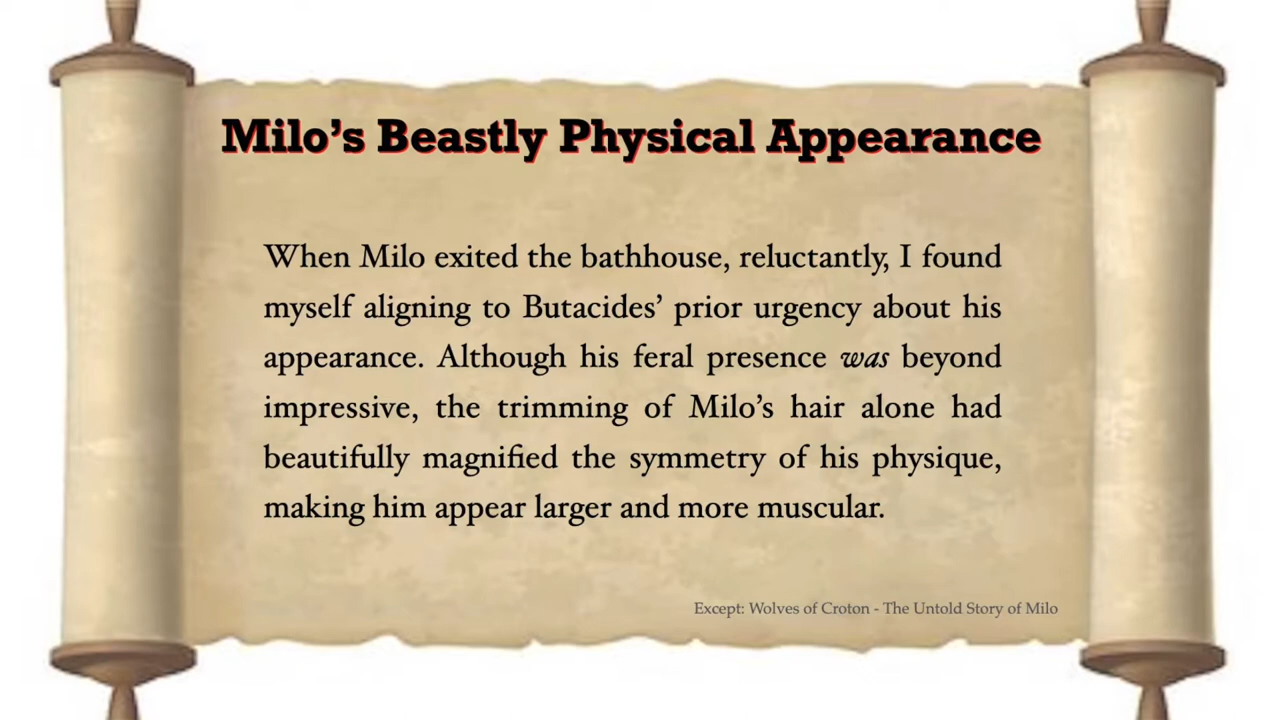 Milo’s Beastly Physical Appearance
When Milo exited the bathhouse, reluctantly, I found
myself aligning to Butacides’ prior urgency about his
appearance. Although his feral presence was beyond
impressive, the trimming of Milo’s hair alone had
beautifully magnified the symmetry of his physique,
making him appear larger and more muscular.
Except: Wolves of Croton - The Untold Story of Milo